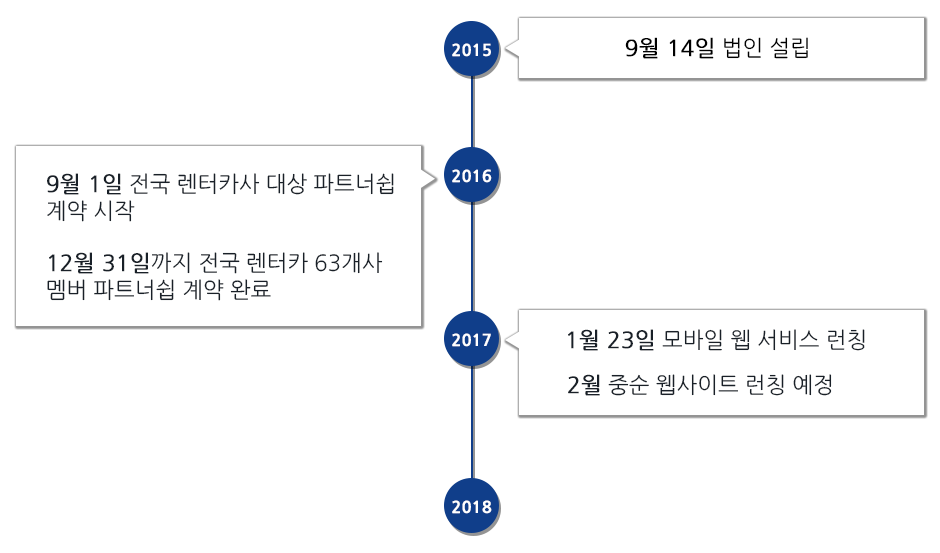 2015
9월 14일 법인 설립
2016
9월 1일 전국 렌터카사 대상 파트너쉽
계약 시작
12월 31일까지 전국 렌터카 63개사
멤버 파트너쉽 계약 완료
2017
1월 23일 모바일 웹 서비스 런칭
2월 중순 웹사이트 런칭 예정
2018